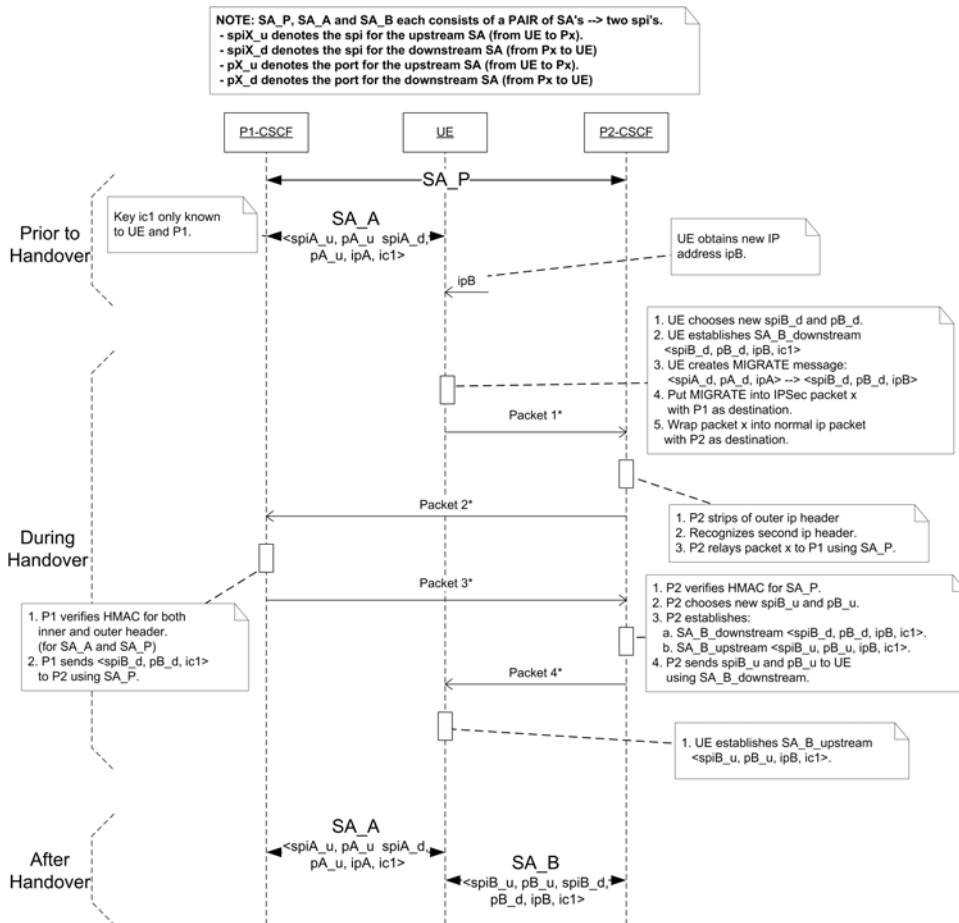 NOTE: SA_P, SA_A and SA_B each consists of a PAIR of SA's --> two spi's.
- spiX_u denotes the spi for the upstream SA (from UE to Px).
- spiX_d denotes the spi for the downstream SA (from Px to UE)
- pX_u denotes the port for the upstream SA (from UE to Px).
- pX_d denotes the port for the downstream SA (from Px to UE)
P1-CSCF
UE
P2-CSCF
SA_P
Prior to
Handover
Key ic1 only known
to UE and P1.
SA_A
<spiA_u, pA_u spiA_d,
pA_u, ipA, ic1>
UE obtains new IP
address ipB.
ipB
1. UE chooses new spiB_d and pB_d.
2. UE establishes SA_B_downstream
<spiB_d, pB_d, ipB, ic1>
3. UE creates MIGRATE message:
<spiA_d, pA_d, ipA> --> <spiB_d, pB_d, ipB>
4. Put MIGRATE into IPSec packet x
with P1 as destination.
5. Wrap packet x into normal ip packet
with P2 as destination.
Packet 1*
1. P2 strips of outer ip header
2. Recognizes second ip header.
3. P2 relays packet x to P1 using SA_P.
Packet 2*
During
Handover
1. P1 verifies HMAC for both
inner and outer header.
(for SA_A and SA_P)
2. P1 sends <spiB_d, pB_d, ic1>
to P2 using SA_P.
Packet 3*
1. P2 verifies HMAC for SA_P.
2. P2 chooses new spiB_u and pB_u.
3. P2 establishes:
a. SA_B_downstream <spiB_d, pB_d, ipB, ic1>.
b. SA_B_upstream <spiB_u, pB_u, ipB, ic1>.
4. P2 sends spiB_u and pB_u to UE
using SA_B_downstream.
Packet 4*
1. UE establishes SA_B_upstream
<spiB_u, pB_u, ipB, ic1>.
After
Handover
SA_A
<spiA_u, pA_u spiA_d,
pA_u, ipA, ic1>
SA_B
<spiB_u, pB_u, spiB_d,
pB_d, ipB, ic1>